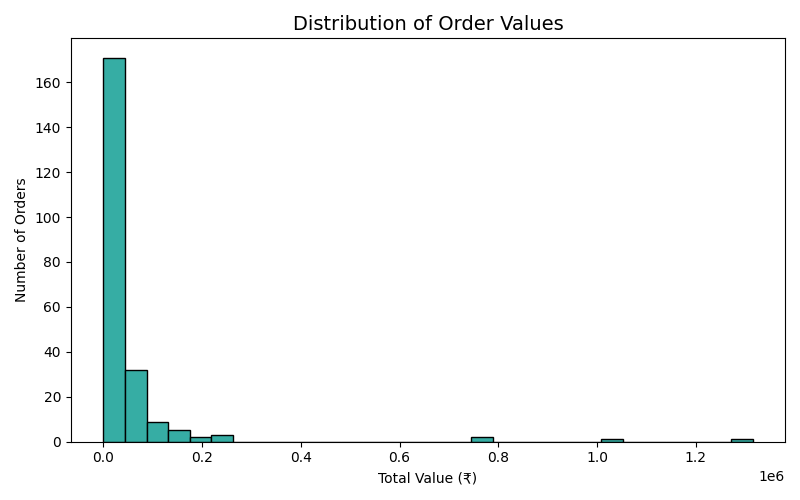 Distribution of Order Values
Number of Orders
160
140
120
100
80
60
40
20
0
0.0 0.2 0.4 0.6 0.8 1.0 1.2
1e6
Total Value (₹)